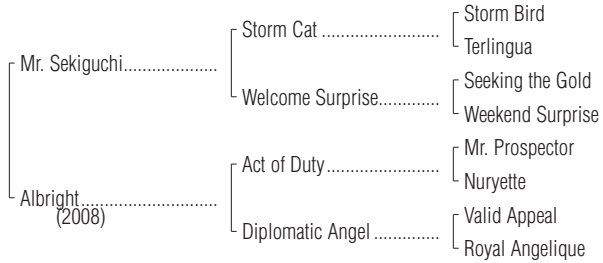 Storm Bird
Storm Cat ........................
Terlingua
Mr. Sekiguchi...................
Seeking the Gold
Welcome Surprise.............
Weekend Surprise
Mr. Prospector
Act of Duty.......................
Nuryette
Albright............................
(2008)
Valid Appeal
Diplomatic Angel .............
Royal Angelique